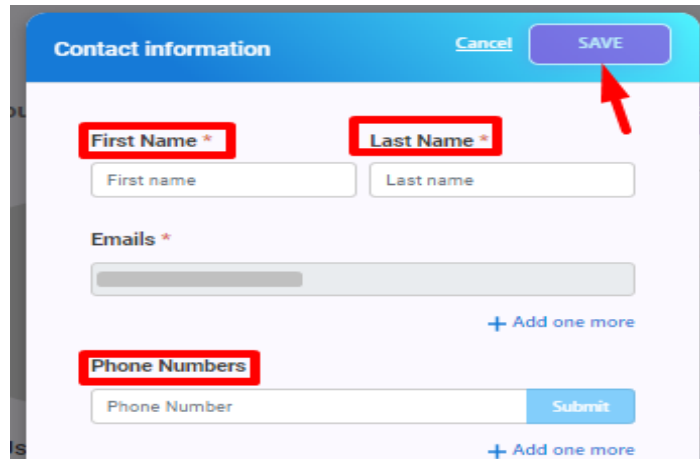 Contact information Cancel SAVE
First Name * Last Name *
First name Last name
Emails *
+ Add one more
Phone Numbers
Phone Number Submit
+ Add one more